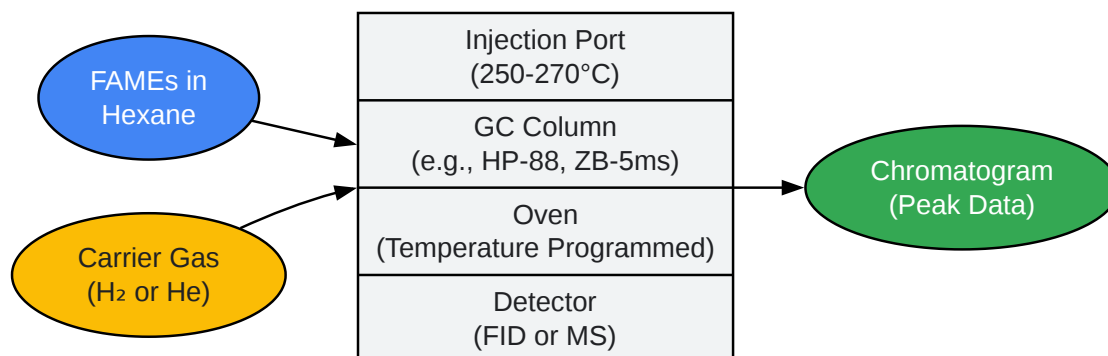 FAMEs in
Hexane
Carrier Gas
(H₂ or He)
Injection Port
(250-270°C)
GC Column
(e.g., HP-88, ZB-5ms)
Oven
(Temperature Programmed)
Detector
(FID or MS)
Chromatogram
(Peak Data)